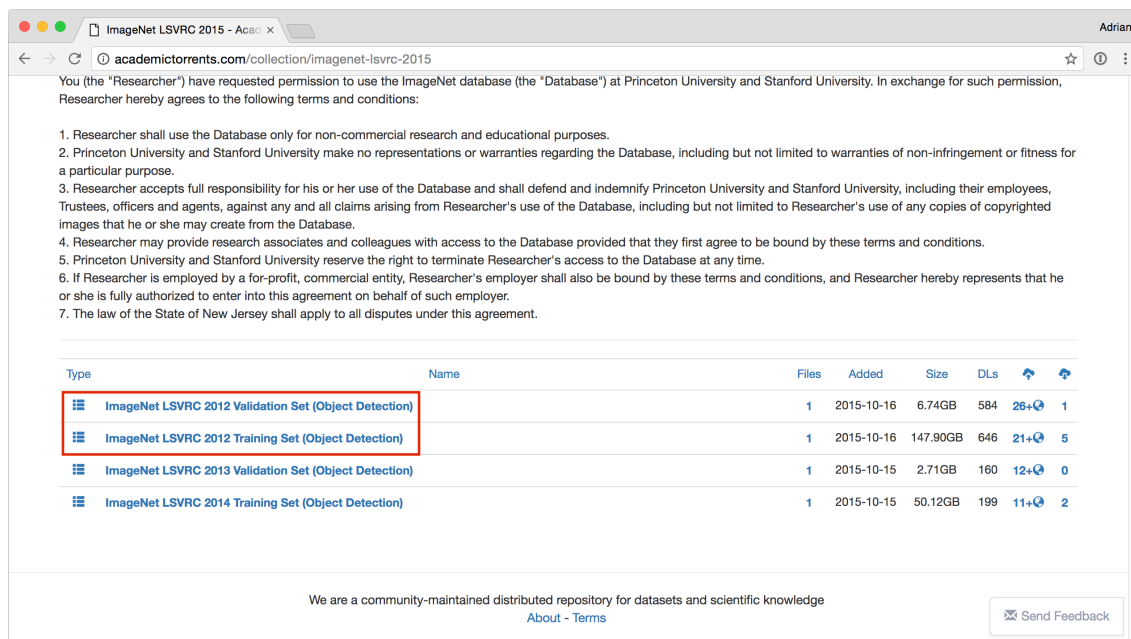 ImageNet LSVRC 2015 - Acad
Adrian
academictorrents.com/collection/imagenet-lsvrc-2015
You (the "Researcher") have requested permission to use the ImageNet database (the "Database") at Princeton University and Stanford University. In exchange for such permission,
Researcher hereby agrees to the following terms and conditions:
1. Researcher shall use the Database only for non-commercial research and educational purposes.
2. Princeton University and Stanford University make no representations or warranties regarding the Database, including but not limited to warranties of non-infringement or fitness for
a particular purpose.
3. Researcher accepts full responsibility for his or her use of the Database and shall defend and indemnify Princeton University and Stanford University, including their employees,
Trustees, officers and agents, against any and all claims arising from Researcher's use of the Database, including but not limited to Researcher's use of any copies of copyrighted
images that he or she may create from the Database.
4. Researcher may provide research associates and colleagues with access to the Database provided that they first agree to be bound by these terms and conditions.
5. Princeton University and Stanford University reserve the right to terminate Researcher's access to the Database at any time.
6. If Researcher is employed by a for-profit, commercial entity, Researcher's employer shall also be bound by these terms and conditions, and Researcher hereby represents that he
or she is fully authorized to enter into this agreement on behalf of such employer.
7. The law of the State of New Jersey shall apply to all disputes under this agreement.
Type Name Files Added Size DLs
ImageNet LSVRC 2012 Validation Set (Object Detection) 1 2015-10-16 6.74GB 584 26+ 1
ImageNet LSVRC 2012 Training Set (Object Detection) 1 2015-10-16 147.90GB 646 21+ 5
ImageNet LSVRC 2013 Validation Set (Object Detection) 1 2015-10-15 2.71GB 160 12+ 0
ImageNet LSVRC 2014 Training Set (Object Detection) 1 2015-10-15 50.12GB 199 11+ 2
We are a community-maintained distributed repository for datasets and scientific knowledge
About - Terms
Send Feedback